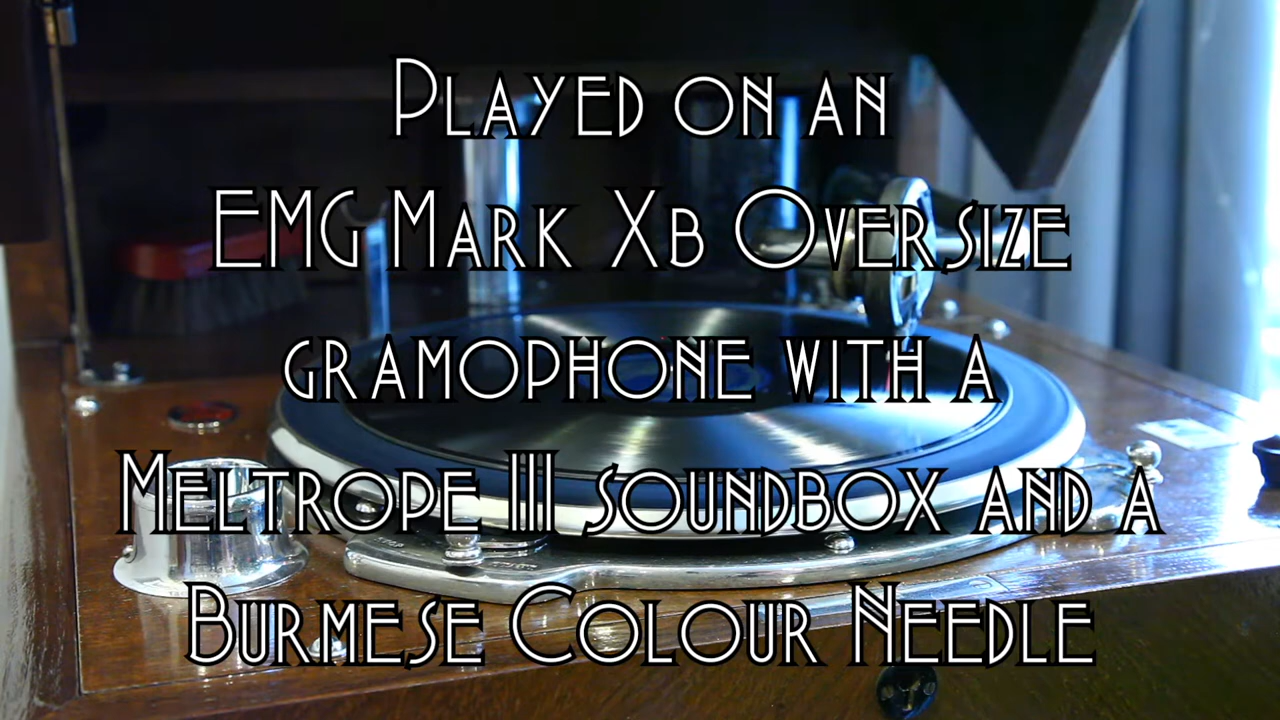 Played on an
EMG Mark Xb Oversize
gramophone with a
Meltrope III soundbox and a
Burmese Colour Needle